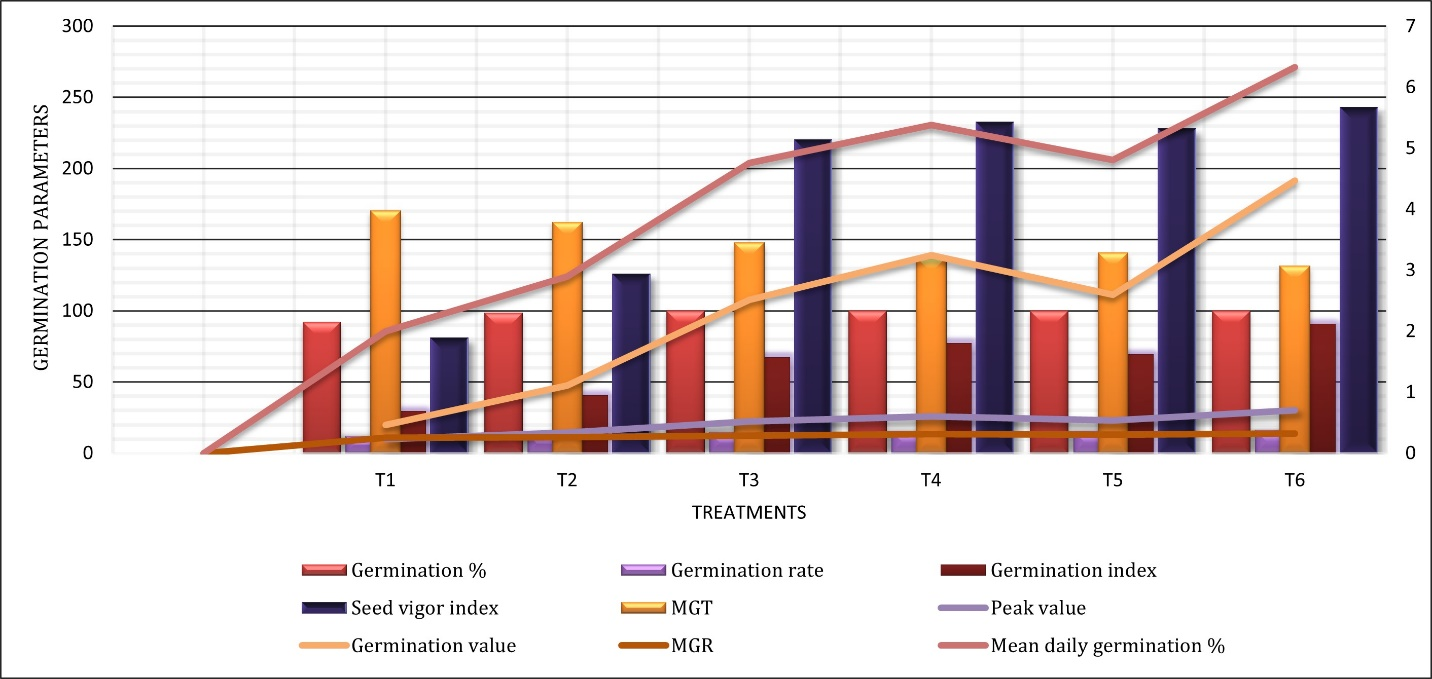 300
250
200
150
100
50
0
GERMINATION PARAMETERS
7
6
5
4
3
2
1
0
T1 T2 T3 T4 T5 T6
TREATMENTS
Germination % Germination rate Germination index
Seed vigor index MGT Peak value
Germination value MGR Mean daily germination %